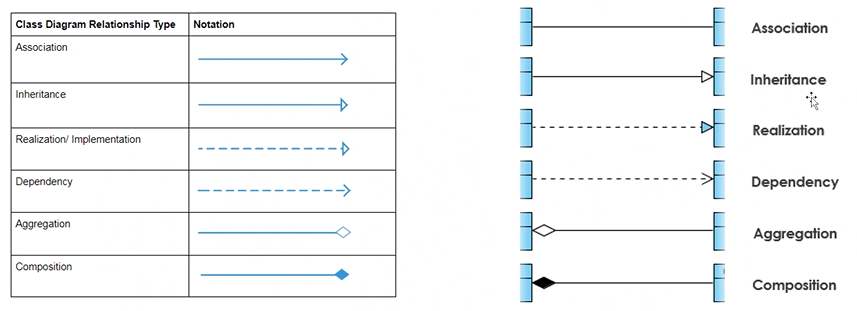 Class Diagram Relationship Type Notation
Association
Inheritance
Realization/ Implementation
Dependency
Aggregation
Composition
Association
Inheritance
Realization
Dependency
Aggregation
Composition